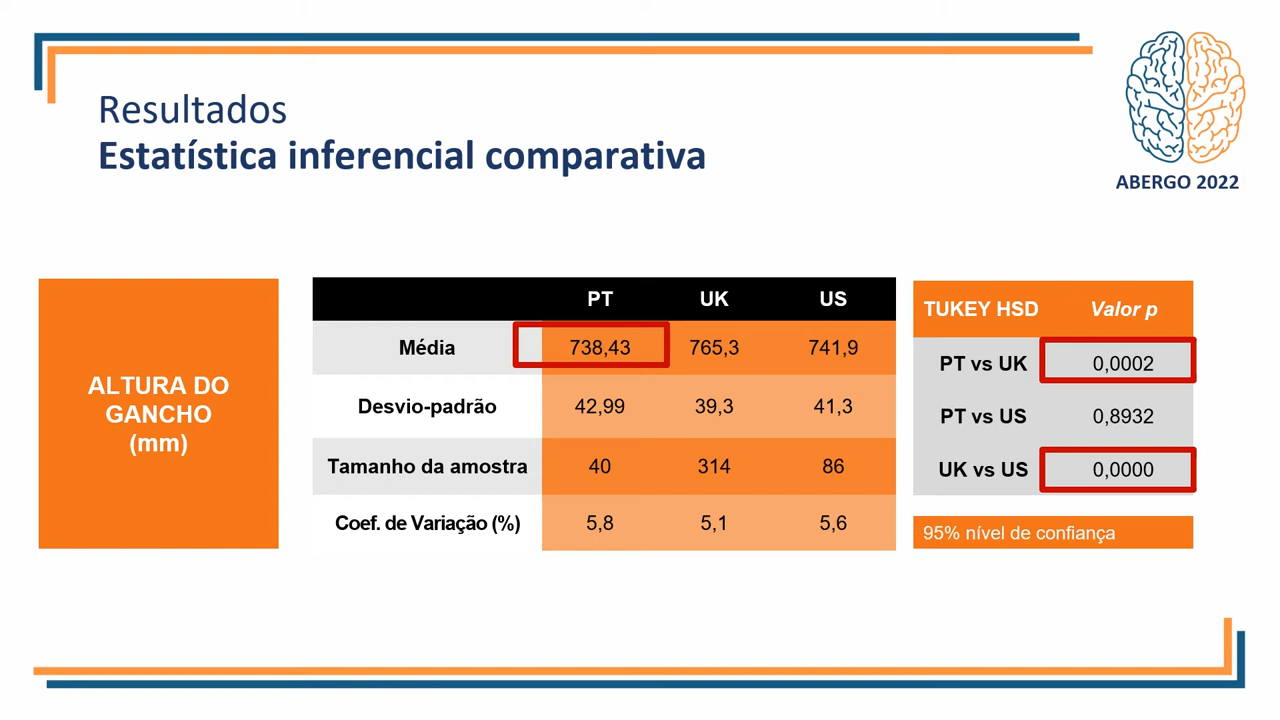 Resultados
Estatística inferencial comparativa
ABERGO 2022
ALTURA DO
GANCHO
(mm)
PT UK US
Média 738,43 765,3 741,9
Desvio-padrão 42,99 39,3 41,3
Tamanho da amostra 40 314 86
Coef. de Variação (%) 5,8 5,1 5,6
TUKEY HSD Valor p
PT vs UK 0,0002
PT vs US 0,8932
UK vs US 0,0000
95% nível de confiança